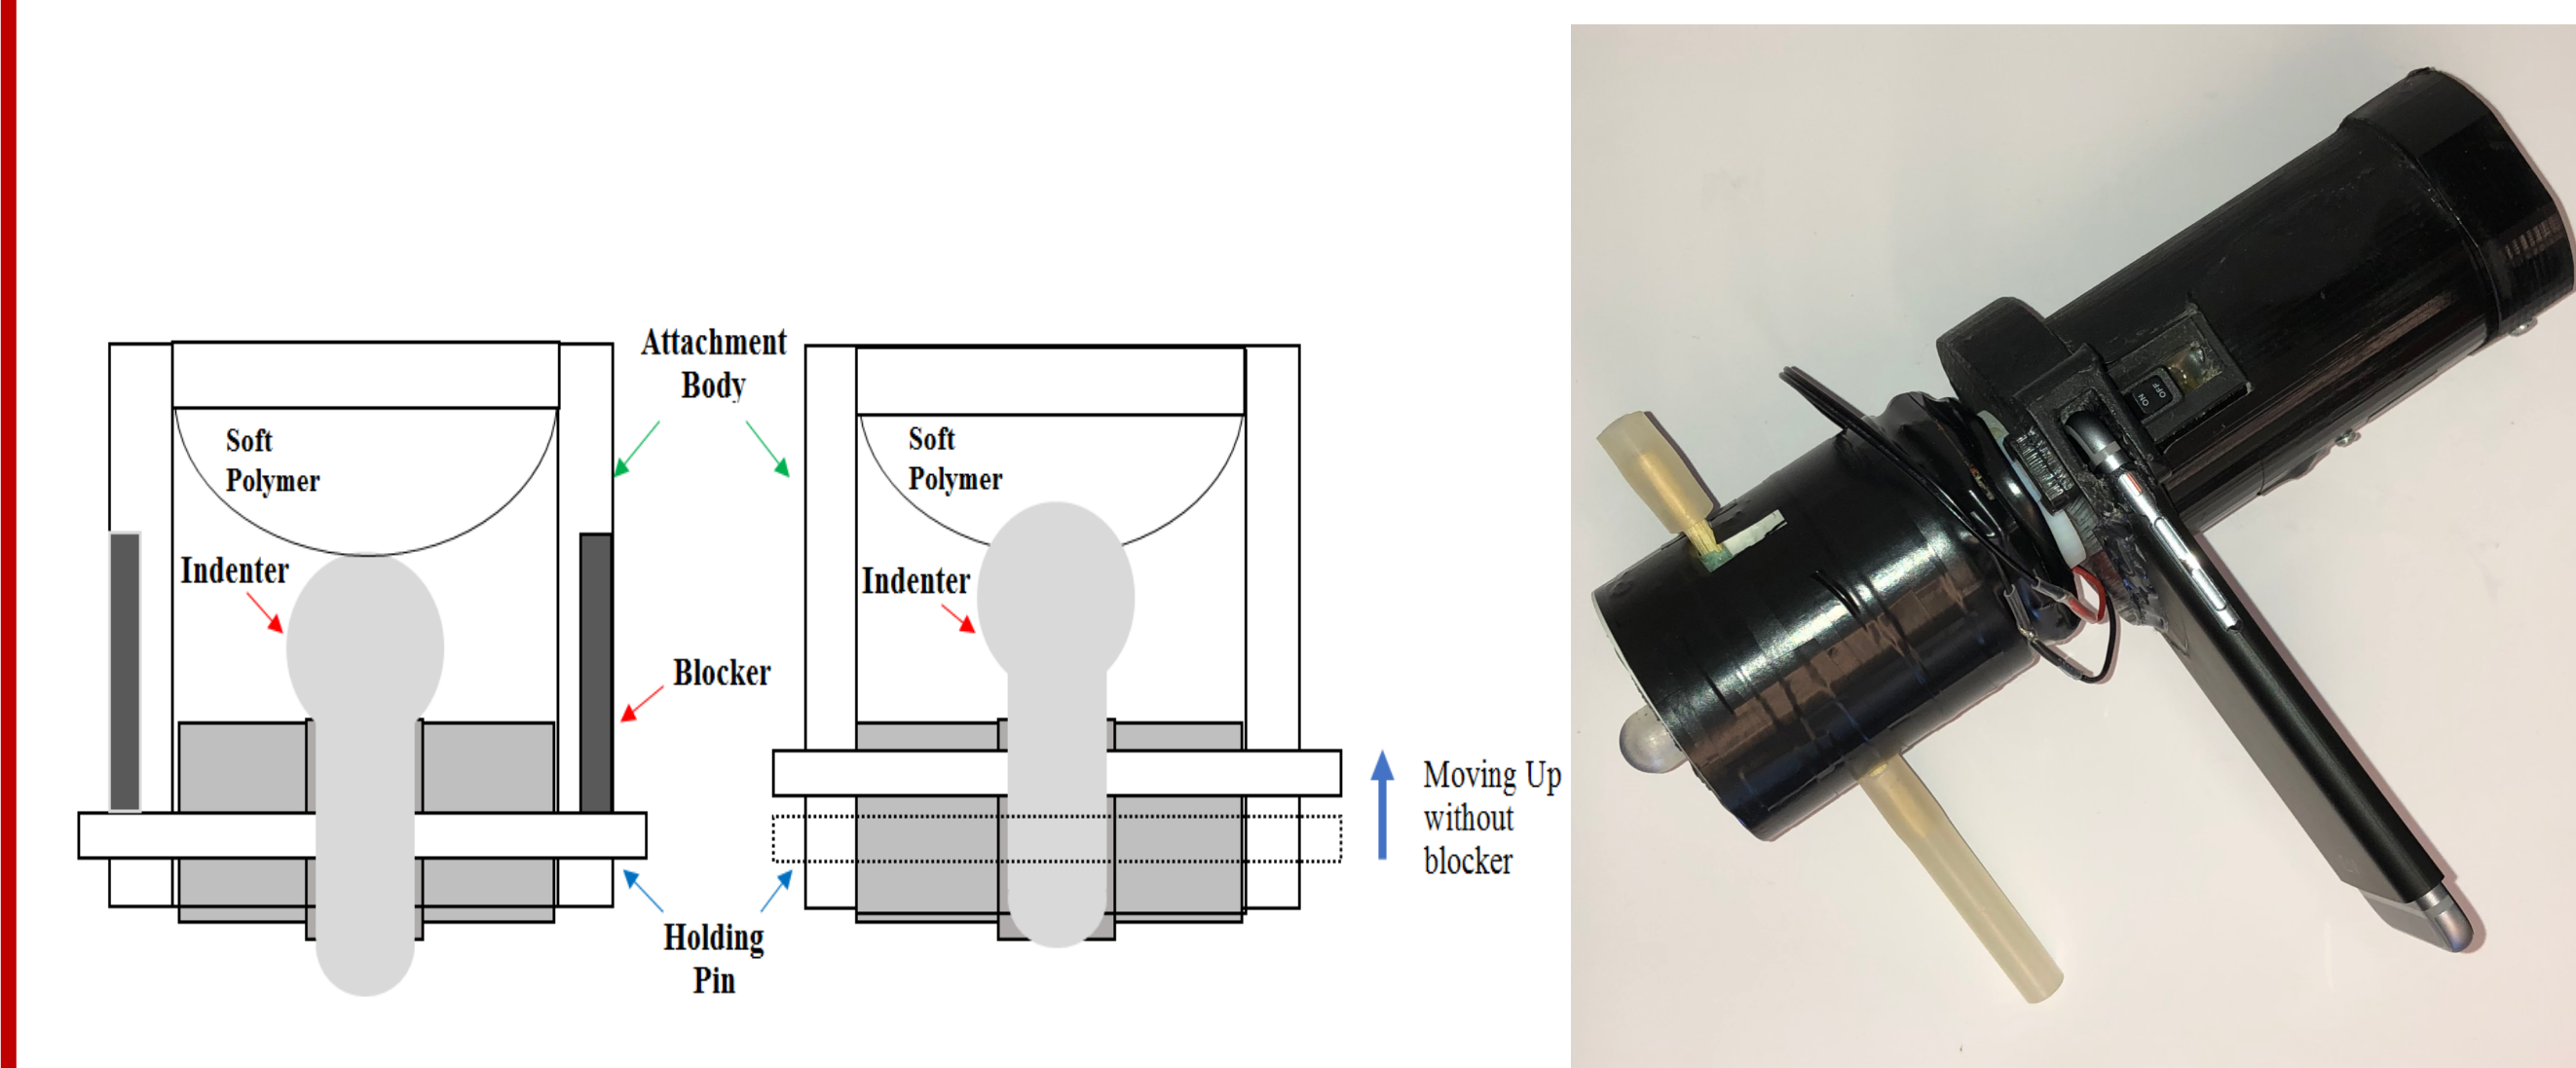 Attachment
Body
Soft
Polymer
Soft
Polymer
Indenter
Indenter
Blocker
Moving Up
without
blocker
Holding
Pin
OFF
ON